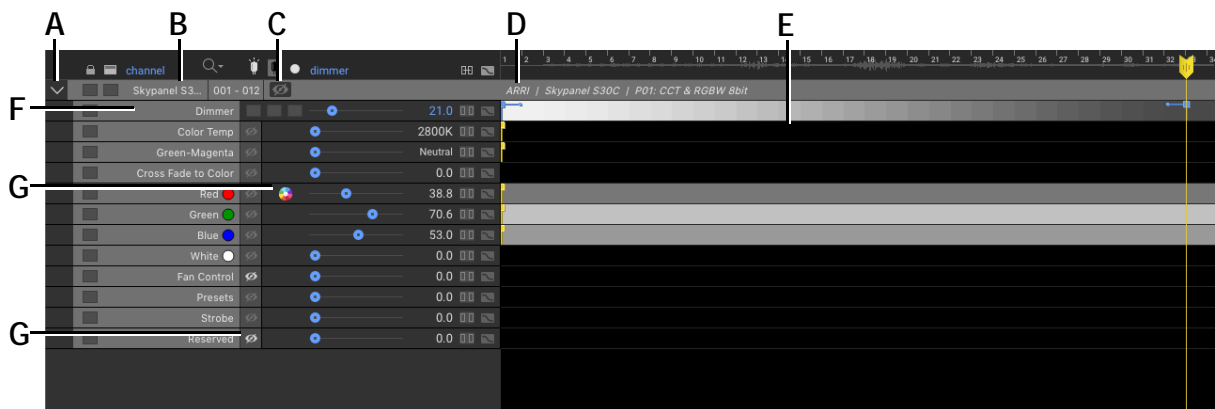 A B C D E
1 2 3 4 5 6 7 8 9 10 11 12 13 14 15 16 17 18 19 20 21 22 23 24 25 26 27 28 29 30 31 32 33 34
channel dimmer
Skypanel S3... 001 - 012 ARRI | Skypanel S30C | P01: CCT & RGBW 8bit
F Dimmer 21.0
Color Temp 2800K
Green-Magenta Neutral
Cross Fade to Color 0.0
G Red 38.8
Green 70.6
Blue 53.0
White 0.0
Fan Control 0.0
Presets 0.0
Strobe 0.0
G Reserved 0.0